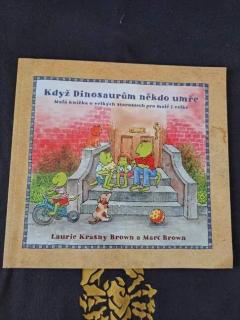 Když Dinosaurům někdo umře
Malá knížka o velkých starostech pro malé i velké
Laurie Krasny Brown a Marc Brown